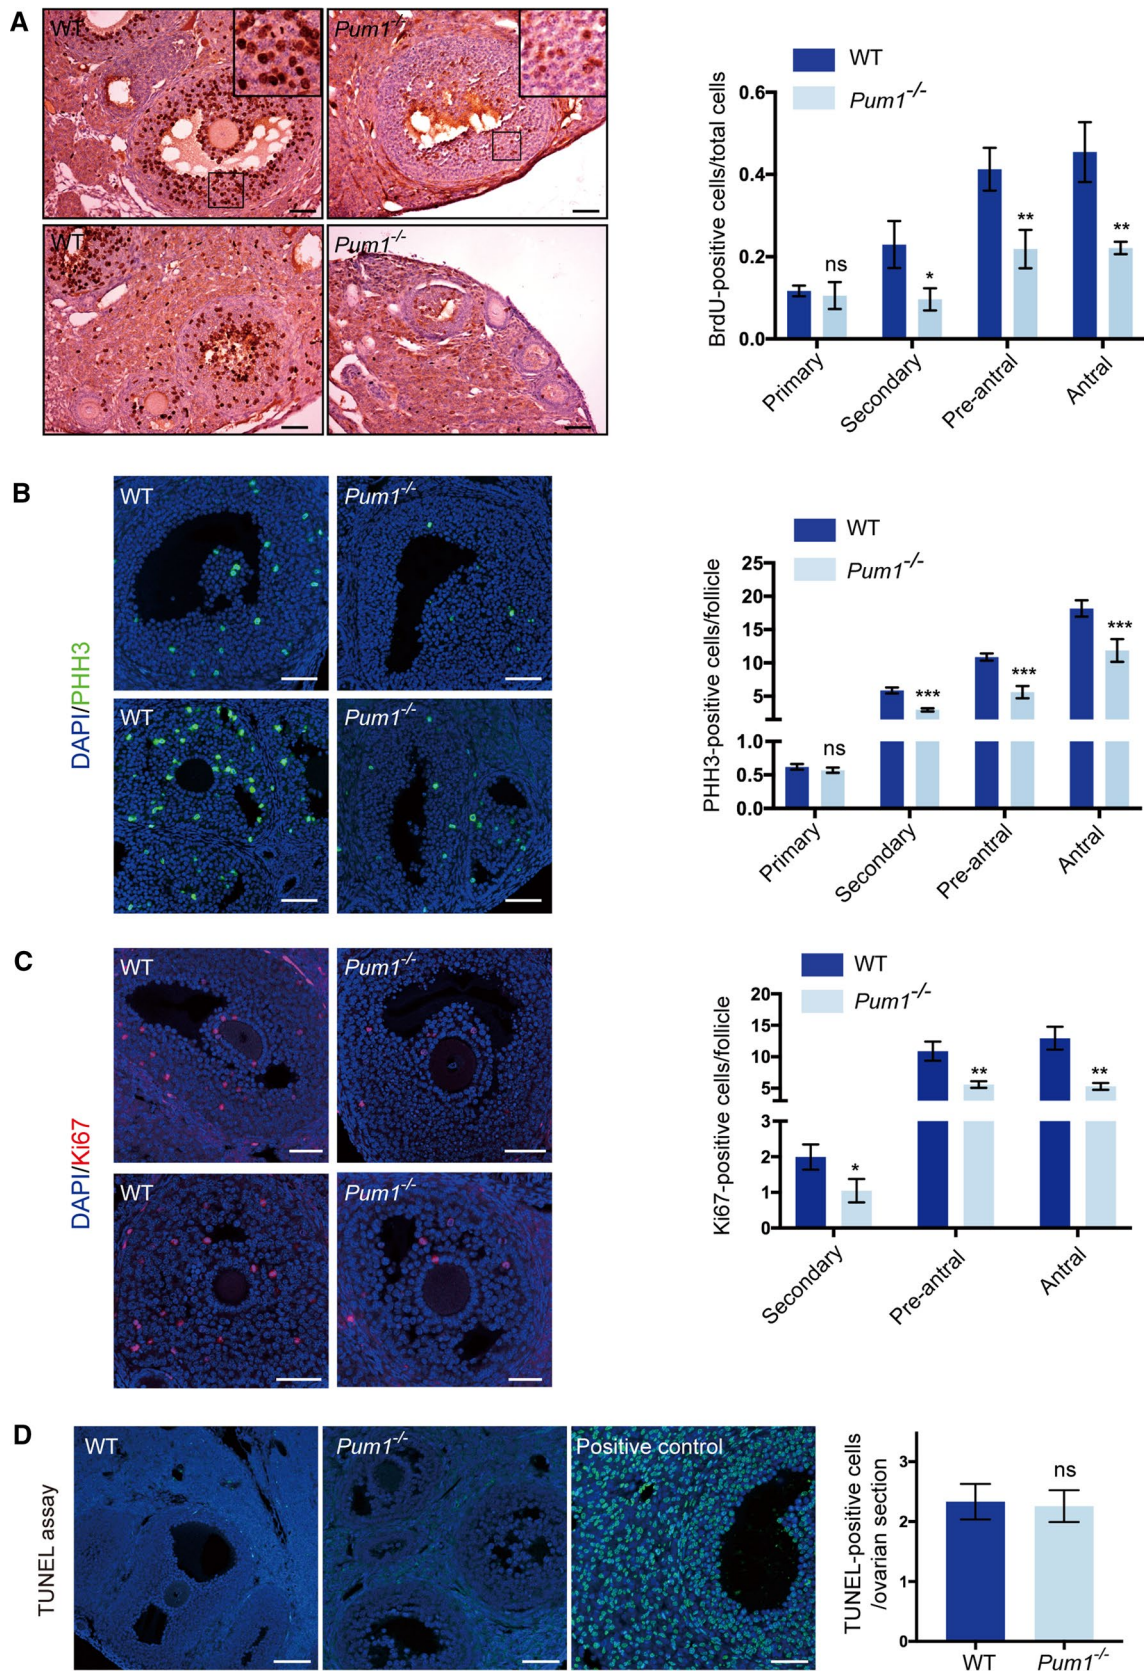 A
WT
Pum1-/-
WT
Pum1-/-
WT
Pum1-/-
BrdU-positive cells/total cells
0.6
0.4
0.2
0.0
ns
*
**
**
Primary
Secondary
Pre-antral
Antral
B
DAPI/PHH3
WT
Pum1-/-
WT
Pum1-/-
WT
Pum1-/-
PHH3-positive cells/follicle
25
20
15
10
5
1.0
0.5
0.0
ns
***
***
***
Primary
Secondary
Pre-antral
Antral
C
DAPI/Ki67
WT
Pum1-/-
WT
Pum1-/-
WT
Pum1-/-
Ki67-positive cells/follicle
20
15
10
5
3
2
1
0
*
**
**
Secondary
Pre-antral
Antral
D
TUNEL assay
WT
Pum1-/-
Positive control
TUNEL-positive cells
/ovarian section
3
2
1
0
ns
WT
Pum1-/-